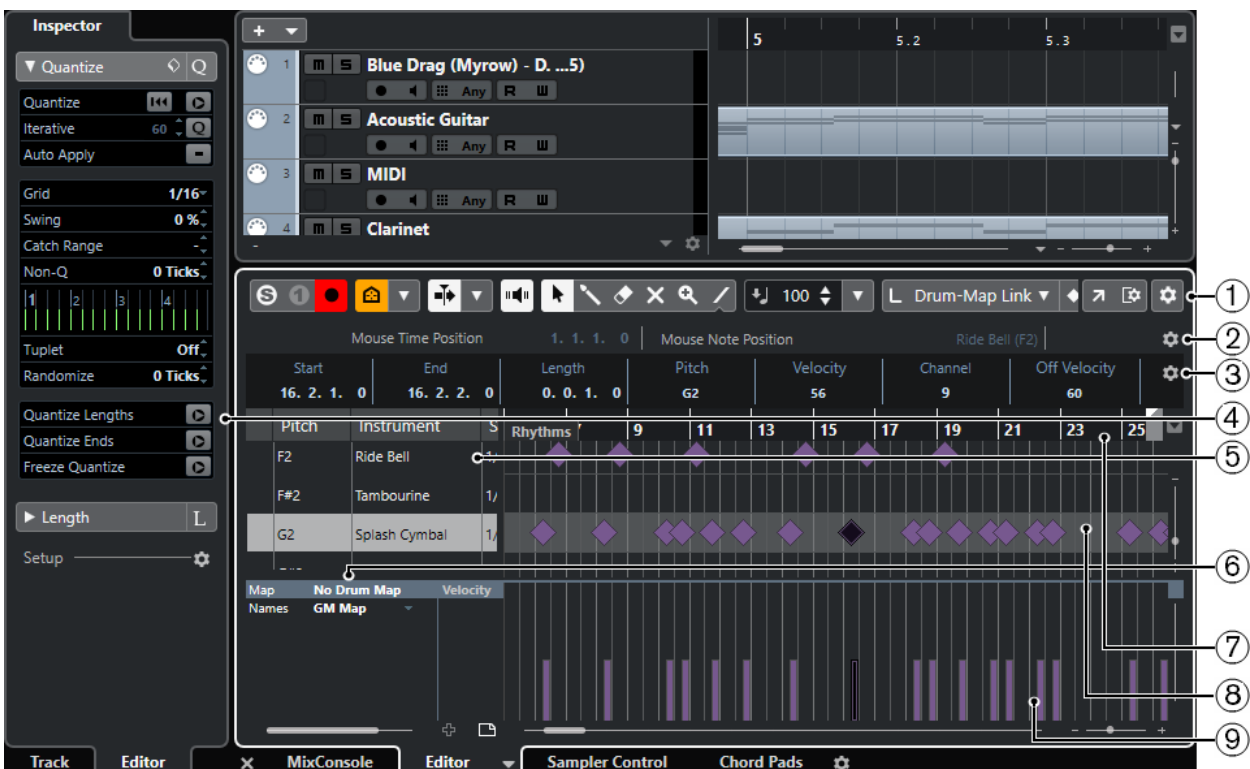 Inspector
Quantize Q
Quantize
Iterative 60 Q
Auto Apply
Grid 1/16
Swing 0 %
Catch Range -
Non-Q 0 Ticks
1 2 3 4
Tuplet Off
Randomize 0 Ticks
Quantize Lengths
Quantize Ends
Freeze Quantize
Length L
Setup
Track Editor
+
5 5.2 5.3
1 m S Blue Drag (Myrow) - D. ...5)
Any R W
2 m S Acoustic Guitar
Any R W
3 m S MIDI
Any R W
4 m S Clarinet
-
S 1 100 L Drum-Map Link
Mouse Time Position 1. 1. 1. 0 Mouse Note Position Ride Bell (F2)
Start End Length Pitch Velocity Channel Off Velocity
16. 2. 1. 0 16. 2. 2. 0 0. 0. 1. 0 G2 56 9 60
Pitch Instrument S Rhythms 9 11 13 15 17 19 21 23 25
F2 Ride Bell 1/
F#2 Tambourine 1/
G2 Splash Cymbal 1/
Map No Drum Map Velocity
Names GM Map
MixConsole Editor Sampler Control Chord Pads
1
2
3
4
5
6
7
8
9